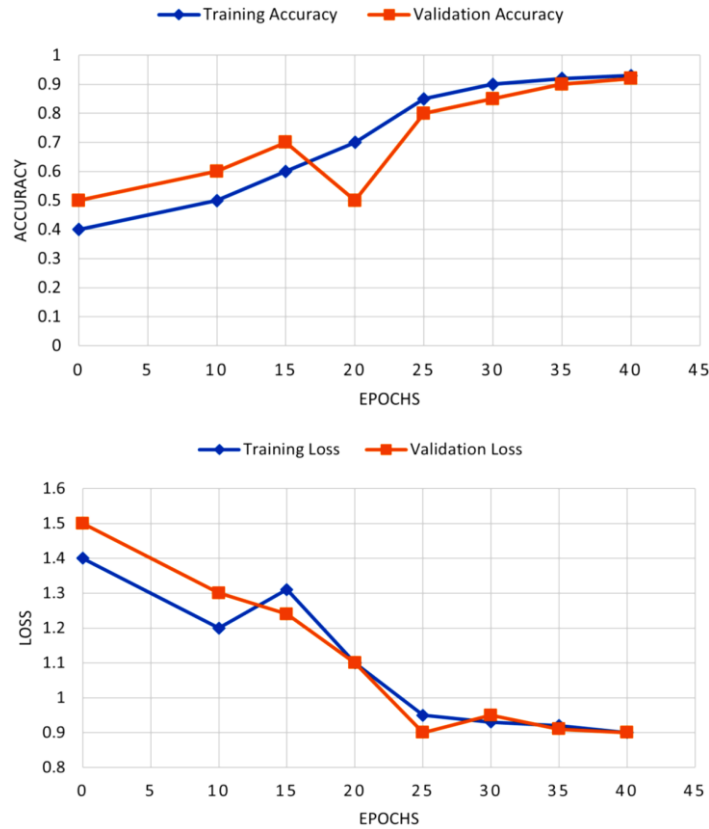 Training Accuracy Validation Accuracy
1
0.9
0.8
0.7
0.6
0.5
0.4
0.3
0.2
0.1
0
ACCURACY
0 5 10 15 20 25 30 35 40 45
EPOCHS
Training Loss Validation Loss
1.6
1.5
1.4
1.3
1.2
1.1
1
0.9
0.8
LOSS
0 5 10 15 20 25 30 35 40 45
EPOCHS